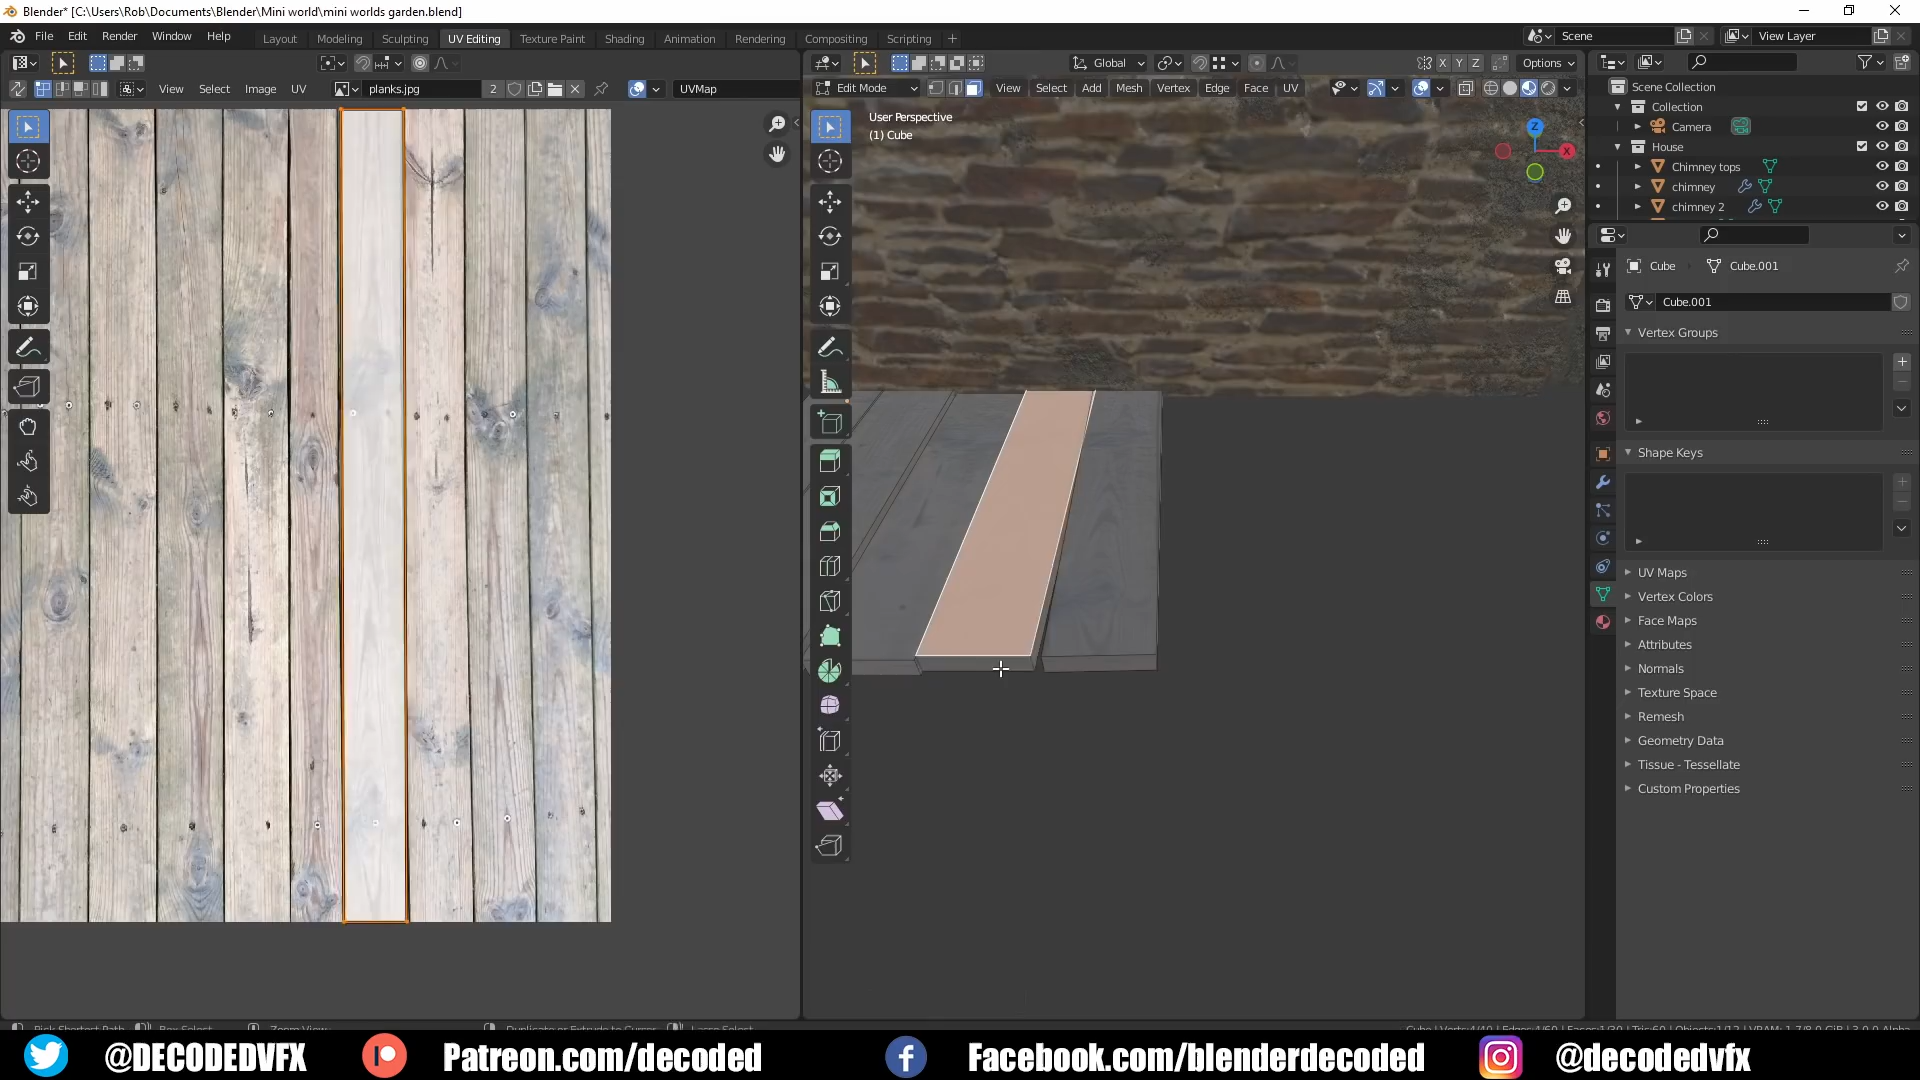 Blender* [C:\Users\Rob\Documents\Blender\Mini world\mini worlds garden.blend]
File Edit Render Window Help
Layout Modeling Sculpting UV Editing Texture Paint Shading Animation Rendering Compositing Scripting +
Scene
View Layer
Global
X Y Z
Options
View Select Image UV
planks.jpg
2
UVMap
Edit Mode
View Select Add Mesh Vertex Edge Face UV
User Perspective
(1) Cube
Z
X
Scene Collection
Collection
Camera
House
Chimney tops
chimney
chimney 2
Cube
Cube.001
Cube.001
Vertex Groups
Shape Keys
UV Maps
Vertex Colors
Face Maps
Attributes
Normals
Texture Space
Remesh
Geometry Data
Tissue - Tessellate
Custom Properties
@DECODEDVFX
Patreon.com/decoded
Facebook.com/blenderdecoded
@decodedvfx